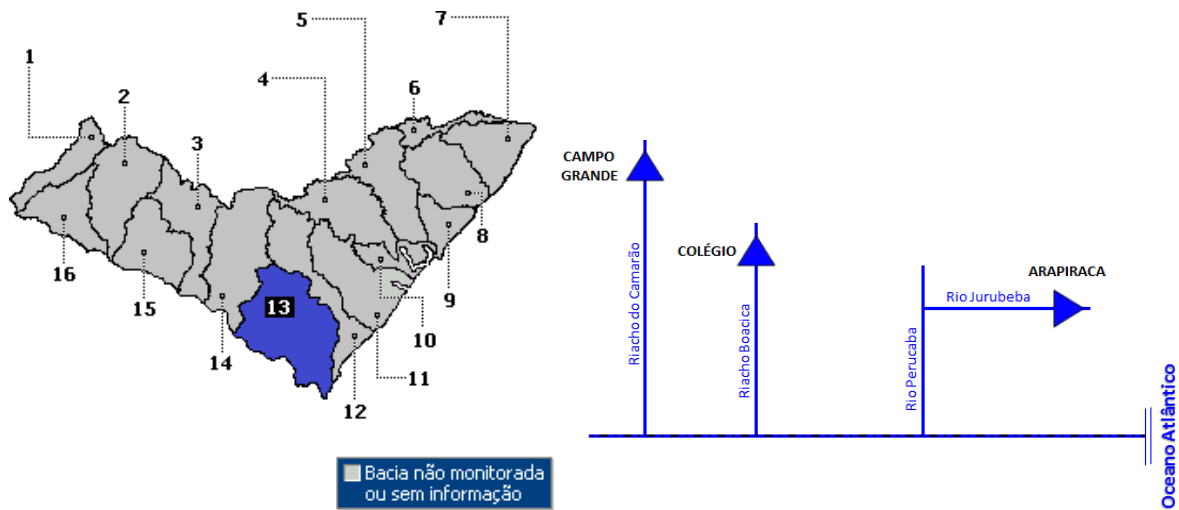 1
2
3
4
5
6
7
8
9
10
11
12
13
14
15
16
Bacia não monitorada
ou sem informação
CAMPO
GRANDE
Riacho do Camarão
COLÉGIO
Riacho Boacica
ARAPIRACA
Rio Jurubeba
Rio Perucaba
Oceano Atlântico